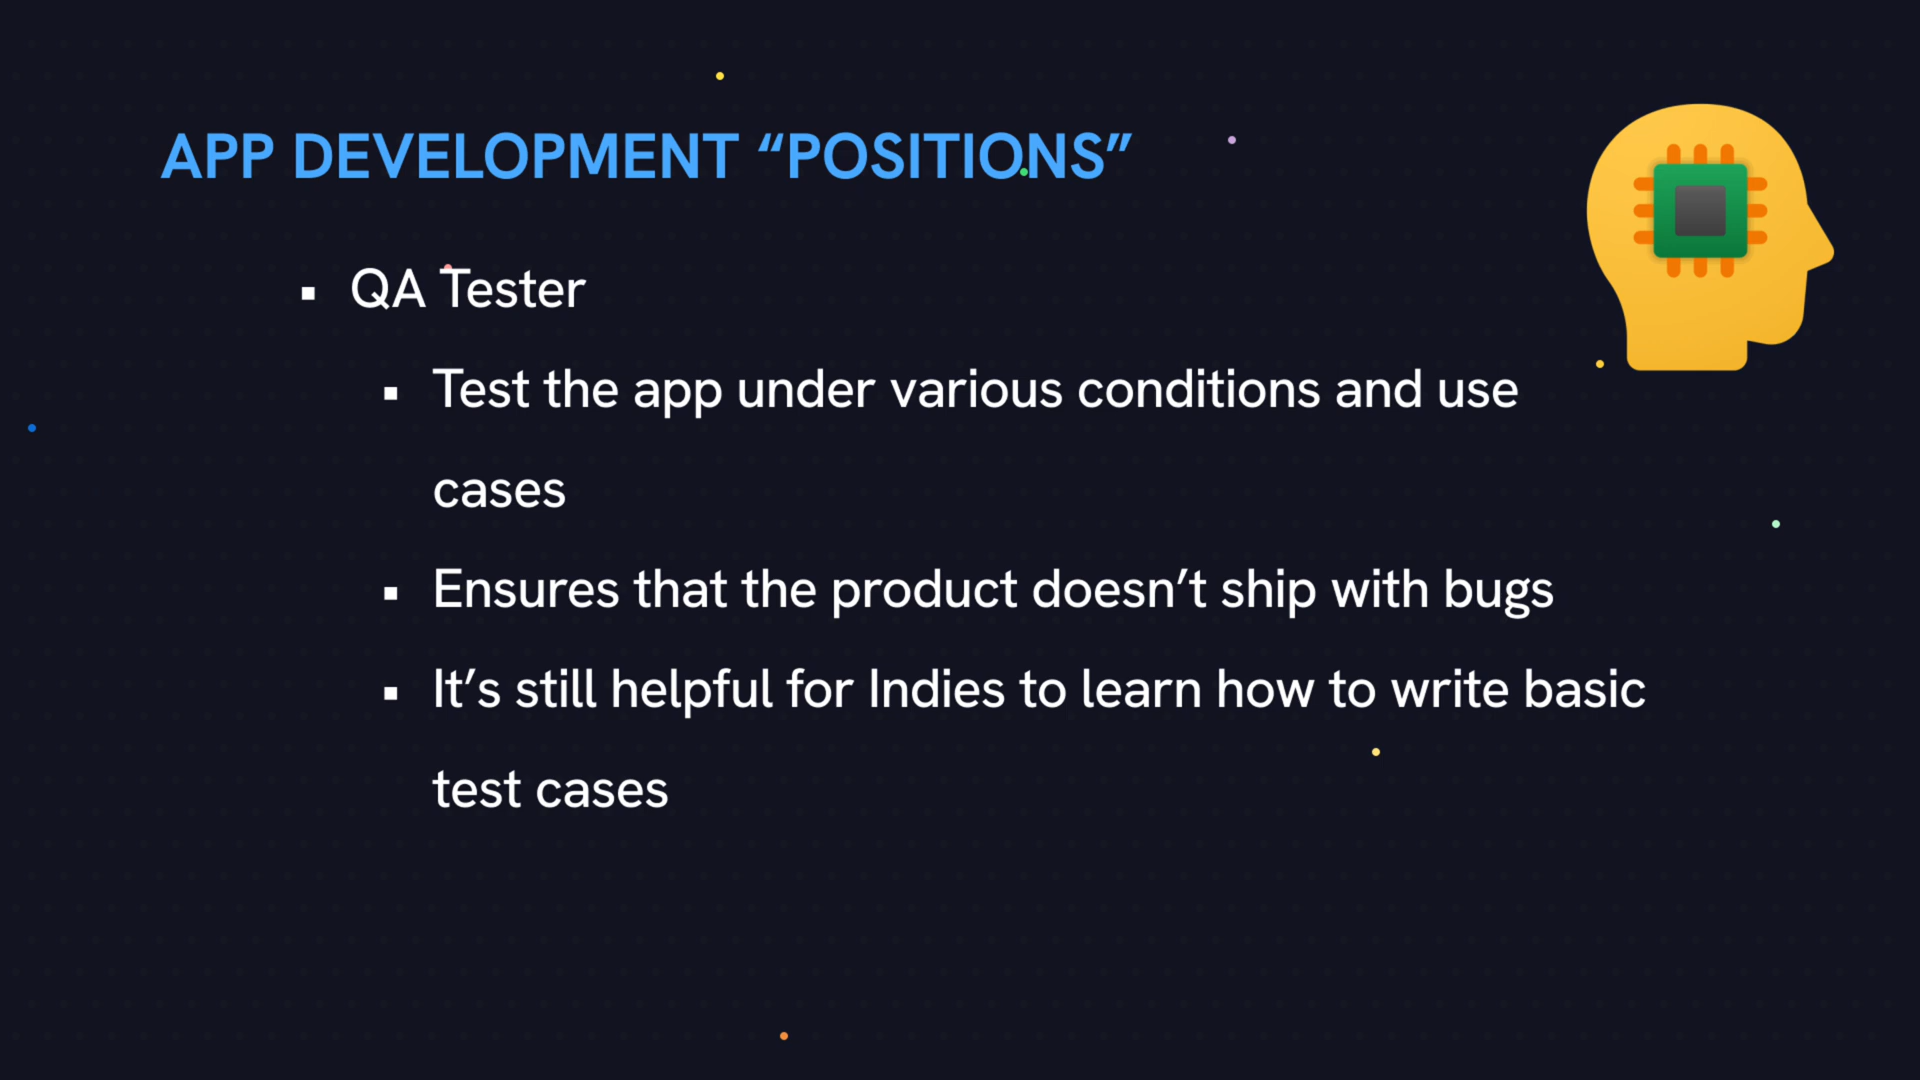 APP DEVELOPMENT “POSITIONS”
▪ QA Tester
▪ Test the app under various conditions and use
cases
▪ Ensures that the product doesn’t ship with bugs
▪ It’s still helpful for Indies to learn how to write basic
test cases